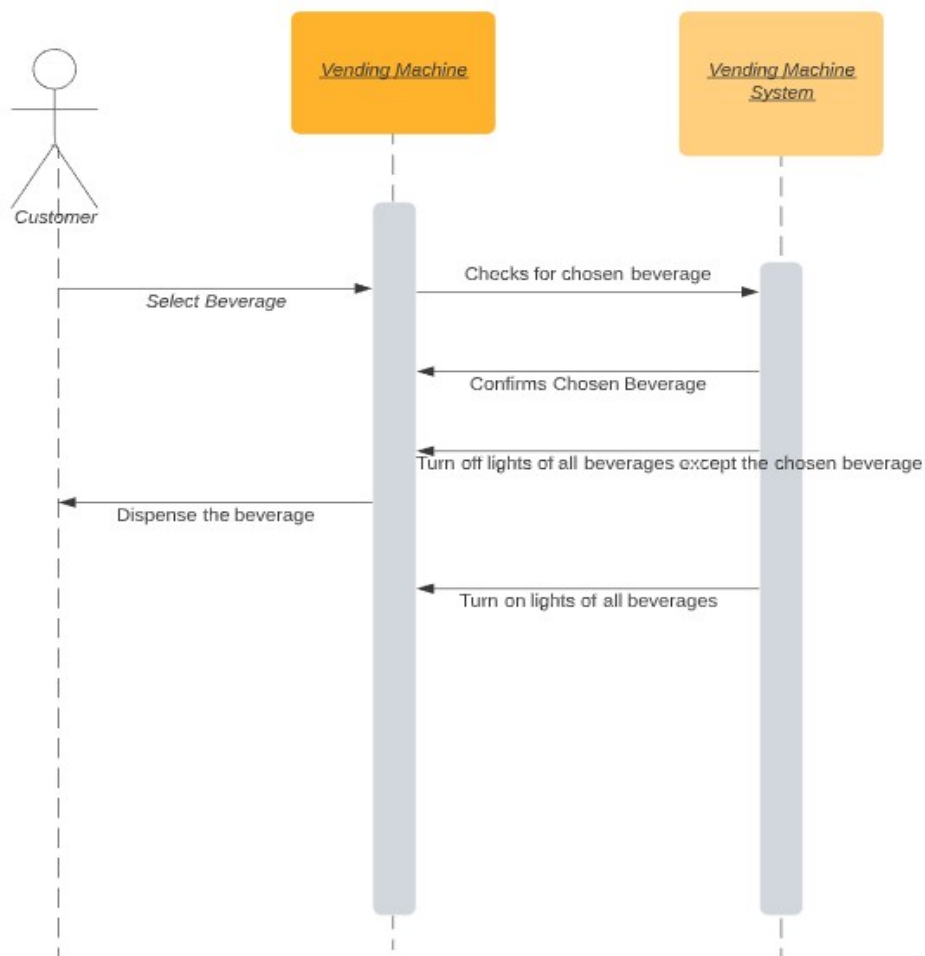 Vending Machine
Vending Machine
System
Customer
Checks for chosen beverage
Select Beverage
Confirms Chosen Beverage
Turn off lights of all beverages except the chosen beverage
Dispense the beverage
Turn on lights of all beverages